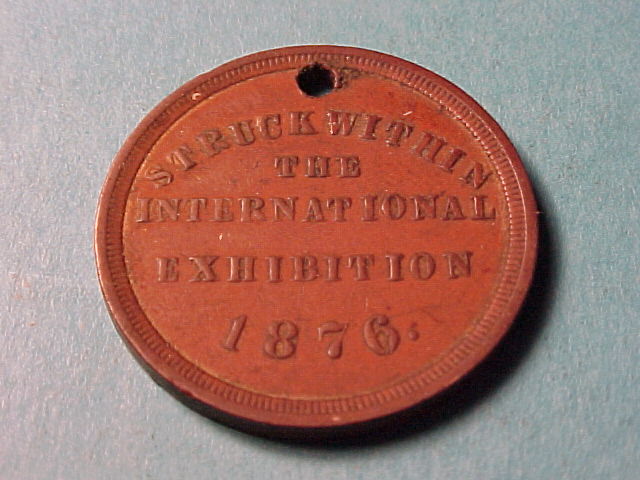 STRUCK WITHIN
THE
INTERNATIONAL
EXHIBITION
1876.